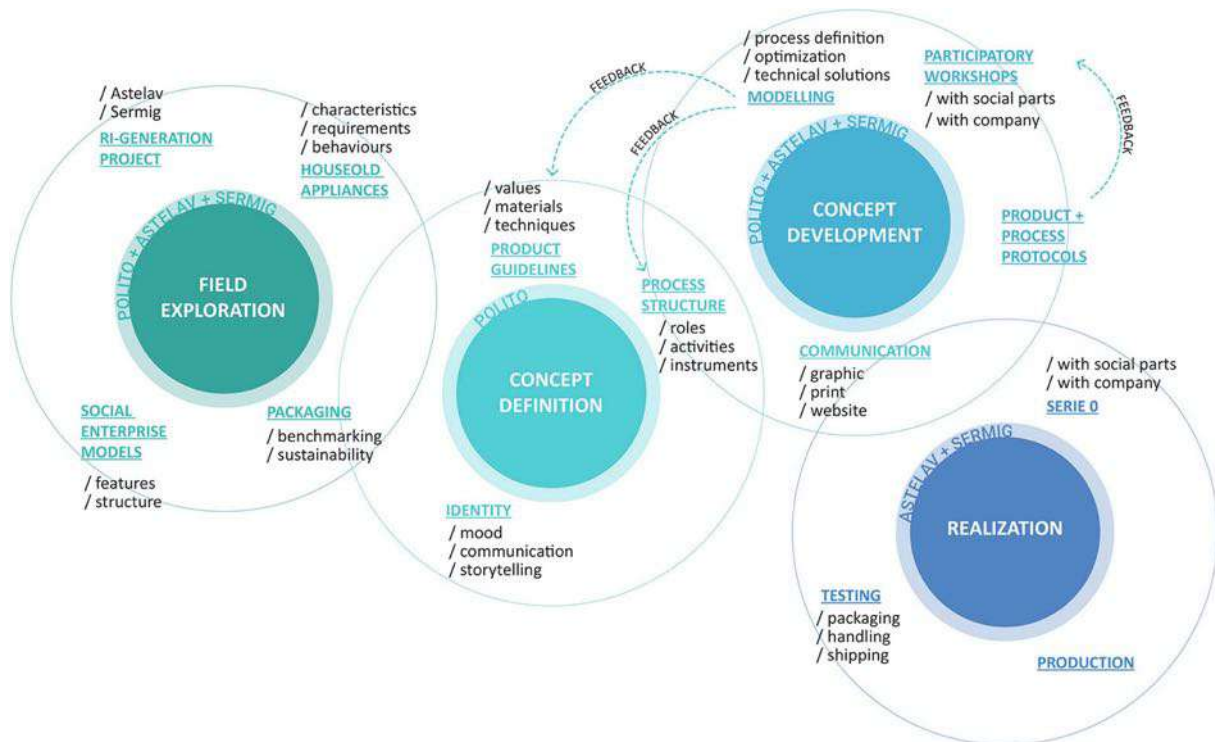 / Astelav
/ Sermig
RI-GENERATION
PROJECT
/ characteristics
/ requirements
/ behaviours
HOUSEOLD
APPLIANCES
POLITO + ASTELAV + SERMIG
FIELD
EXPLORATION
SOCIAL
ENTERPRISE
MODELS
/ features
/ structure
PACKAGING
/ benchmarking
/ sustainability
/ values
/ materials
/ techniques
PRODUCT
GUIDELINES
POLITO
CONCEPT
DEFINITION
PROCESS
STRUCTURE
/ roles
/ activities
/ instruments
IDENTITY
/ mood
/ communication
/ storytelling
FEEDBACK
FEEDBACK
/ process definition
/ optimization
/ technical solutions
MODELLING
PARTICIPATORY
WORKSHOPS
/ with social parts
/ with company
FEEDBACK
POLITO + ASTELAV + SERMIG
CONCEPT
DEVELOPMENT
PRODUCT +
PROCESS
PROTOCOLS
COMMUNICATION
/ graphic
/ print
/ website
/ with social parts
/ with company
SERIE 0
ASTELAV + SERMIG
REALIZATION
TESTING
/ packaging
/ handling
/ shipping
PRODUCTION